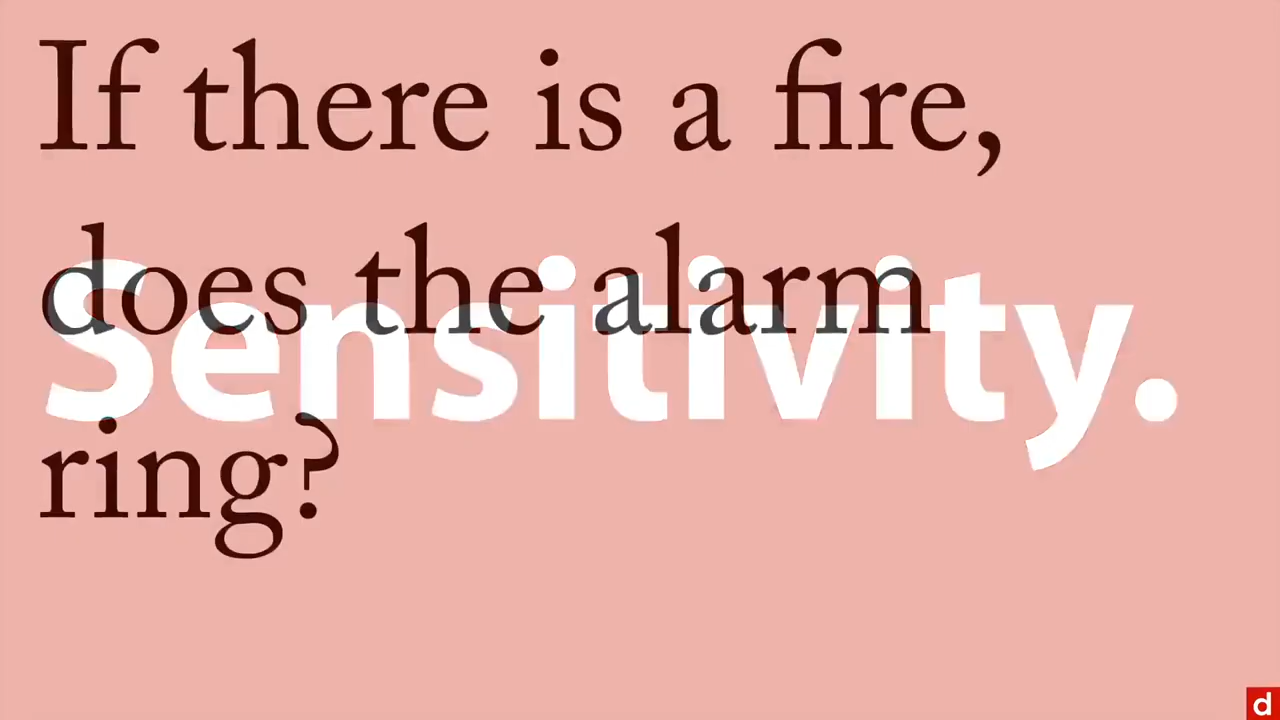 If there is a fire,
does the alarm
Sensitivity.
ring?
d